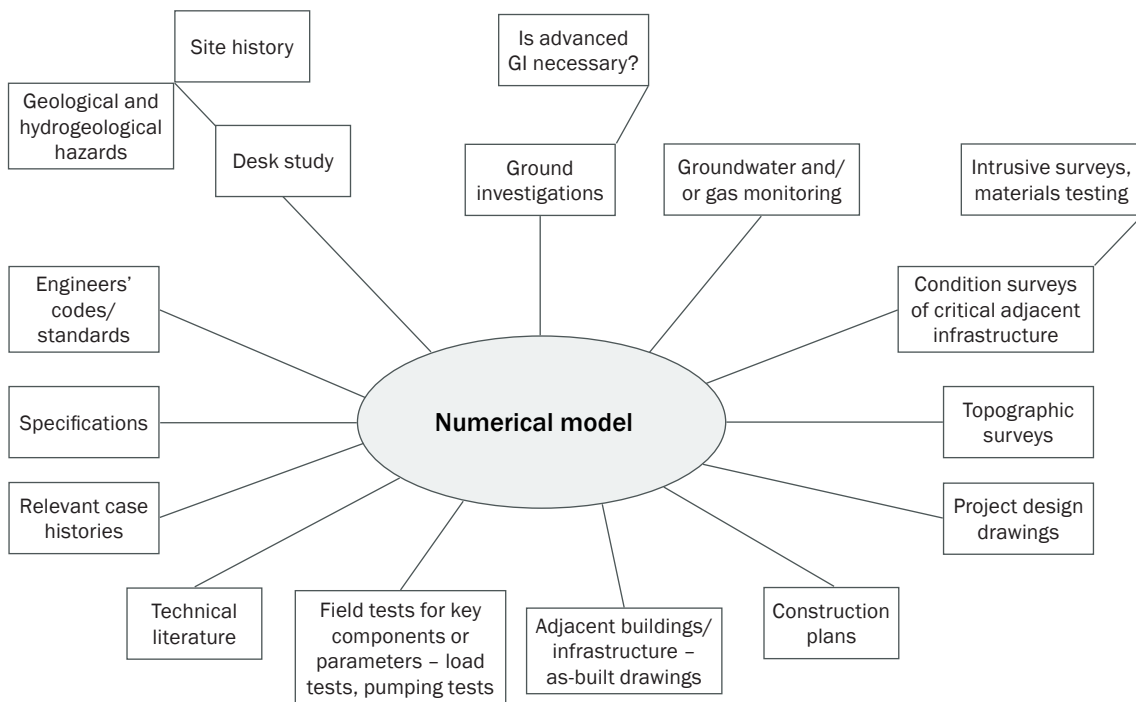 Site history
Is advanced
GI necessary?
Geological and
hydrogeological
hazards
Desk study
Ground
investigations
Groundwater and/
or gas monitoring
Intrusive surveys,
materials testing
Engineers’
codes/
standards
Condition surveys
of critical adjacent
infrastructure
Specifications
Numerical model
Topographic
surveys
Relevant case
histories
Project design
drawings
Technical
literature
Field tests for key
components or
parameters – load
tests, pumping tests
Adjacent buildings/
infrastructure –
as-built drawings
Construction
plans